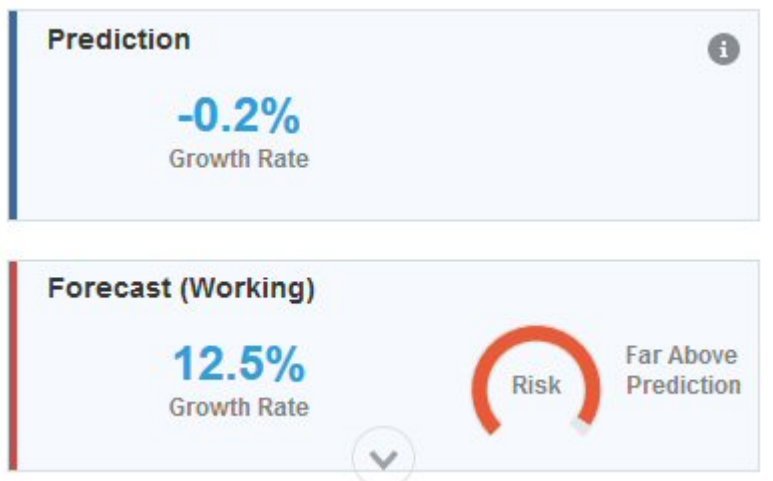 Prediction
i
-0.2%
Growth Rate
Forecast (Working)
12.5%
Growth Rate
Risk
Far Above
Prediction